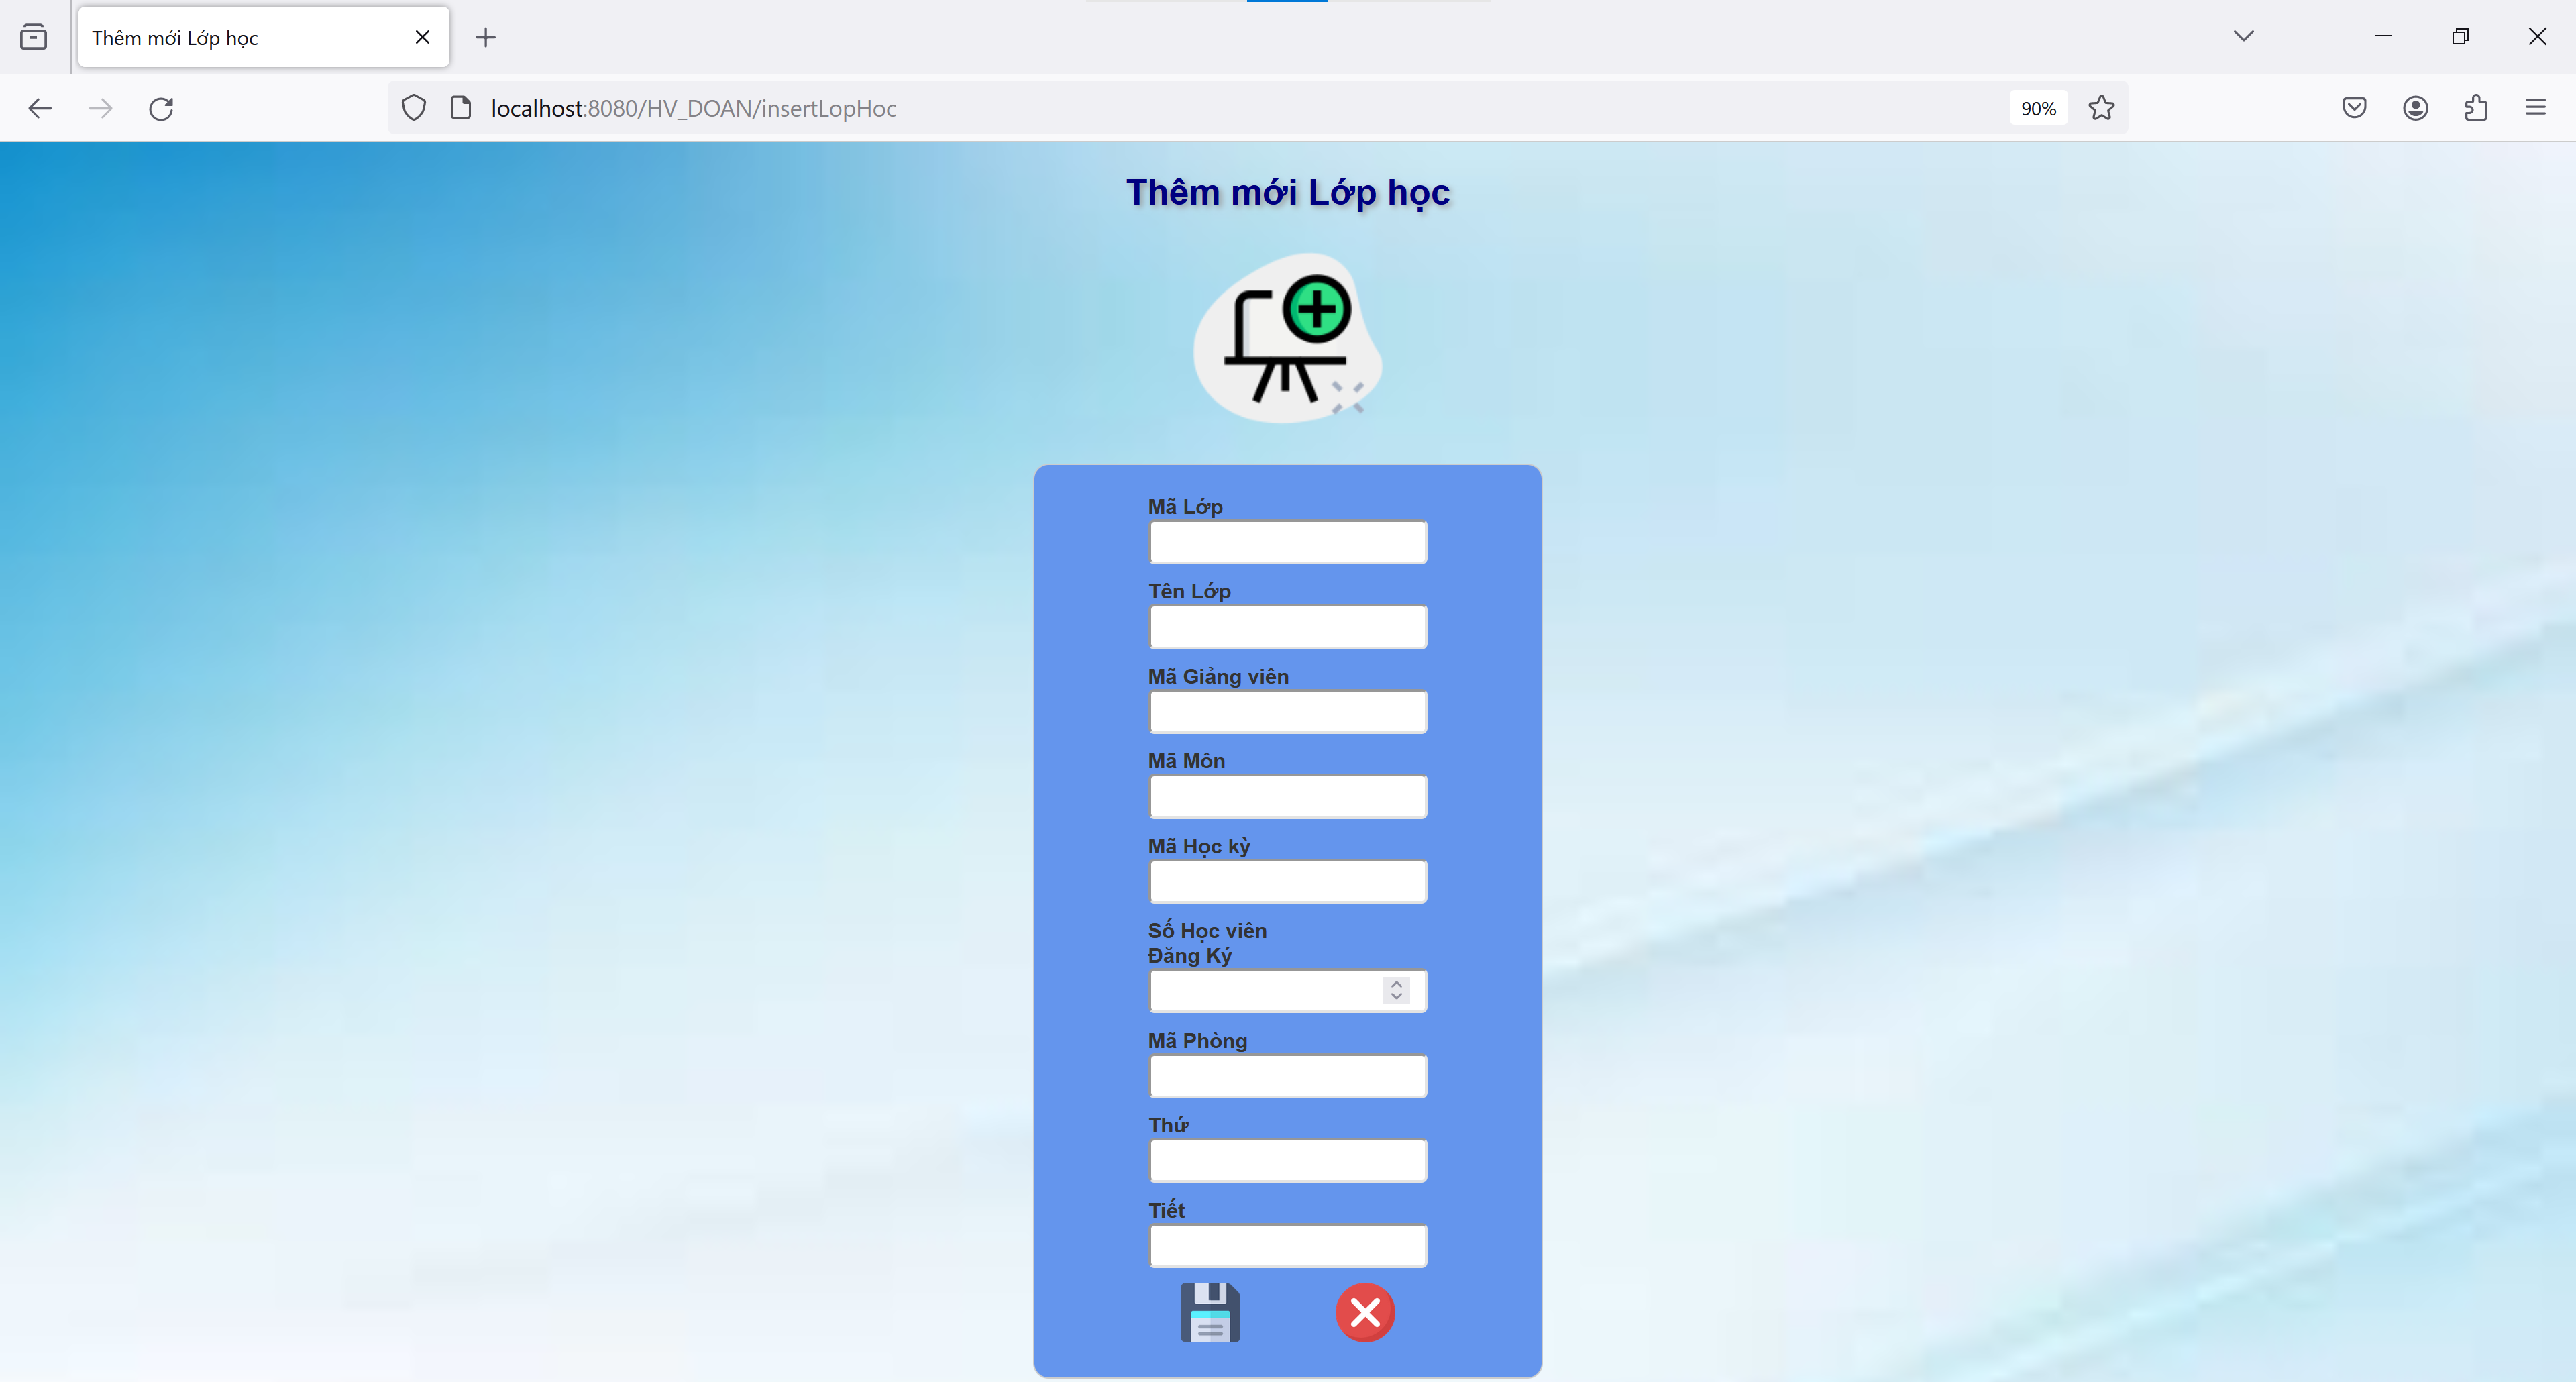 Thêm mới Lớp học
localhost:8080/HV_DOAN/insertLopHoc
90%
Thêm mới Lớp học
Mã Lớp
Tên Lớp
Mã Giảng viên
Mã Môn
Mã Học kỳ
Số Học viên
Đăng Ký
Mã Phòng
Thứ
Tiết